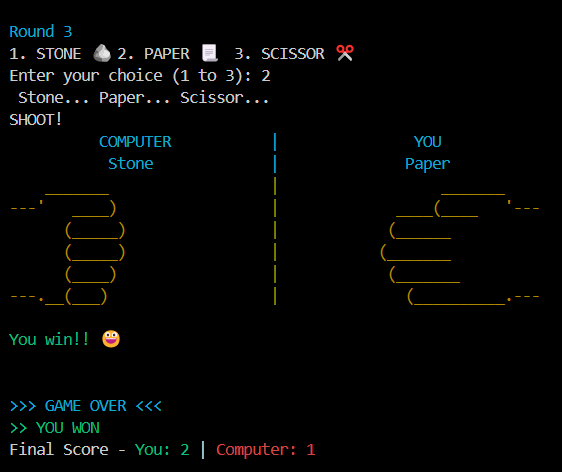 Round 3
1. STONE 🪨 2. PAPER 📃 3. SCISSOR ✂️
Enter your choice (1 to 3): 2
 Stone... Paper... Scissor...
SHOOT!
          COMPUTER           |               YOU
           Stone             |              Paper
    _______                  |                  _______
---'   ____)                 |             ____(____   '---
      (_____)                |            (______
      (_____)                |           (_______
      (____)                 |            (_______
---.__(___)                  |              (__________.---
You win!! 😀
>>> GAME OVER <<<
>> YOU WON
Final Score - You: 2 | Computer: 1